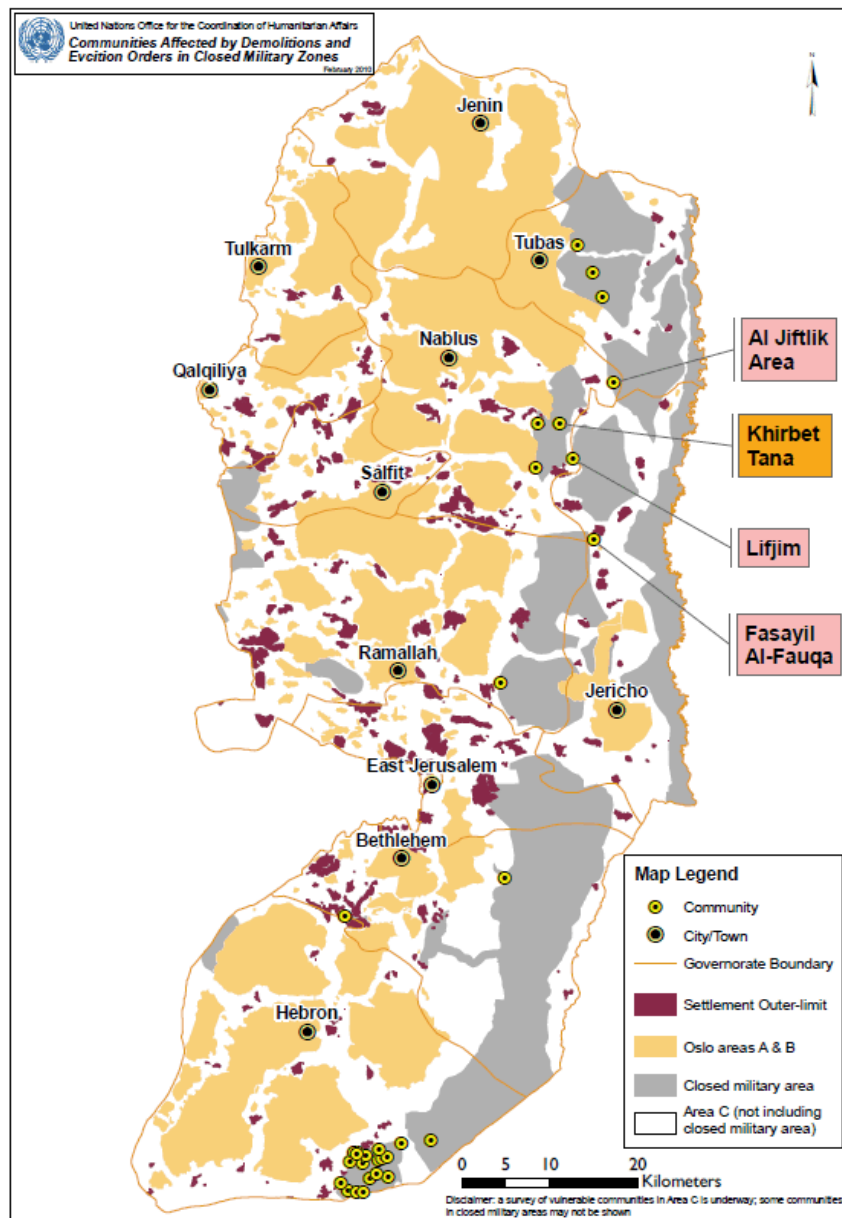 United Nations Office for the Coordination of Humanitarian Affairs
Communities Affected by Demolitions and
Evcition Orders in Closed Military Zones
February 2010
N
Jenin
Tulkarm
Tubas
Nablus
Qalqiliya
Al Jiftlik
Area
Khirbet
Tana
Salfit
Lifjim
Fasayil
Al-Fauqa
Ramallah
Jericho
East Jerusalem
Bethlehem
Hebron
Map Legend
Community
City/Town
Governorate Boundary
Settlement Outer-limit
Oslo areas A & B
Closed military area
Area C (not including
closed military area)
0 5 10 20
Kilometers
Disclaimer: a survey of vulnerable communities in Area C is underway; some communities
in closed military areas may not be shown